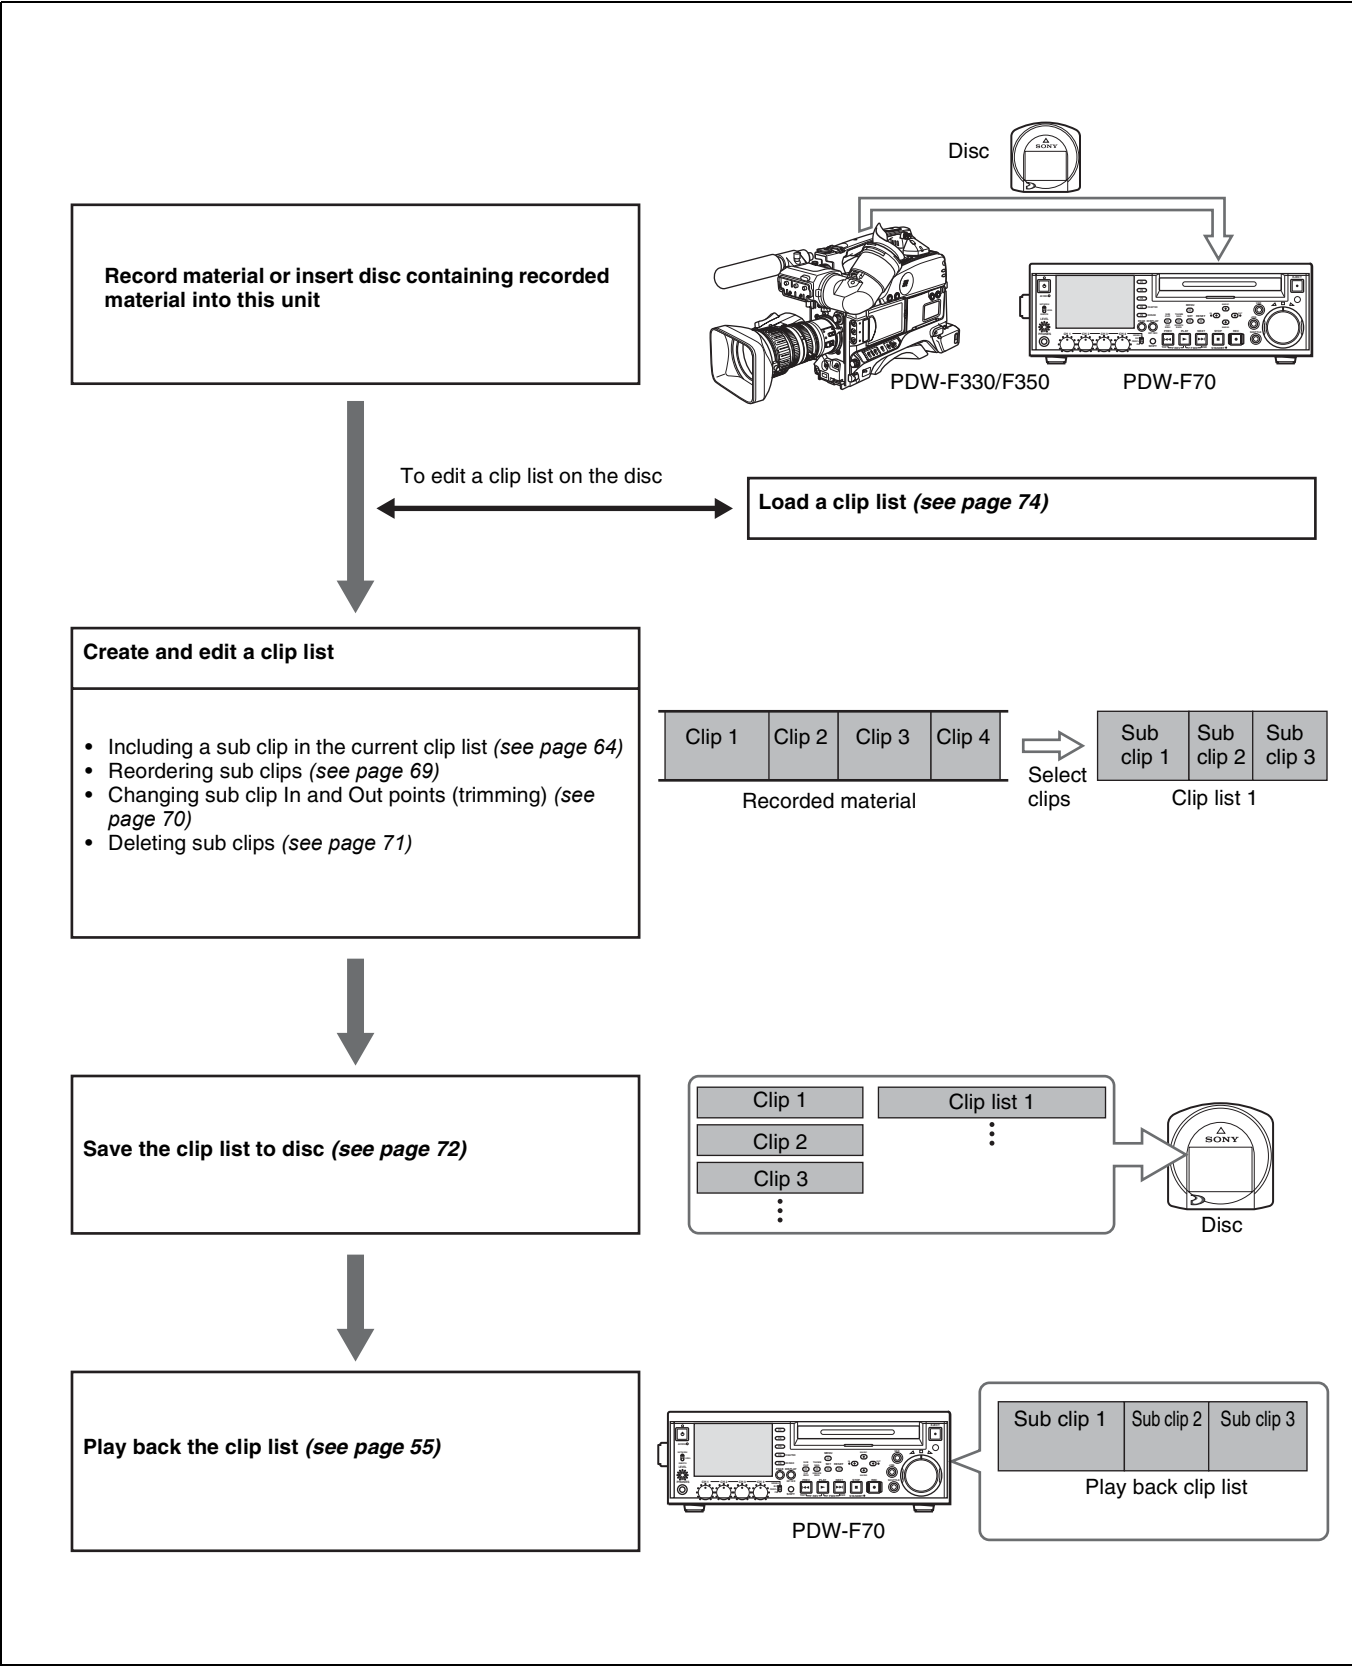 Disc
SONY
Record material or insert disc containing recorded
material into this unit
PDW-F330/F350
PDW-F70
To edit a clip list on the disc
Load a clip list (see page 74)
Create and edit a clip list
• Including a sub clip in the current clip list (see page 64)
• Reordering sub clips (see page 69)
• Changing sub clip In and Out points (trimming) (see
page 70)
• Deleting sub clips (see page 71)
Clip 1
Clip 2
Clip 3
Clip 4
Recorded material
Select
clips
Sub
clip 1
Sub
clip 2
Sub
clip 3
Clip list 1
Save the clip list to disc (see page 72)
Clip 1
Clip 2
Clip 3
Clip list 1
SONY
Disc
Play back the clip list (see page 55)
PDW-F70
Sub clip 1
Sub clip 2
Sub clip 3
Play back clip list